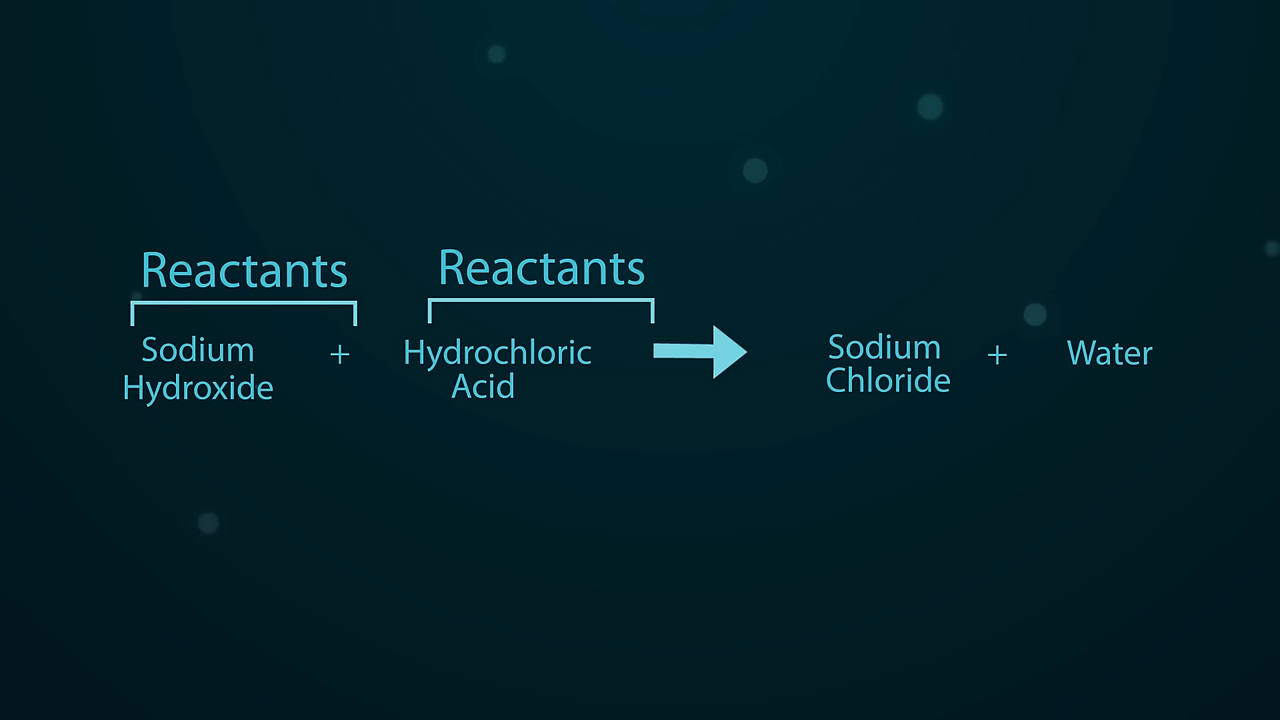 Reactants Reactants
Sodium Hydroxide + Hydrochloric Acid → Sodium Chloride + Water